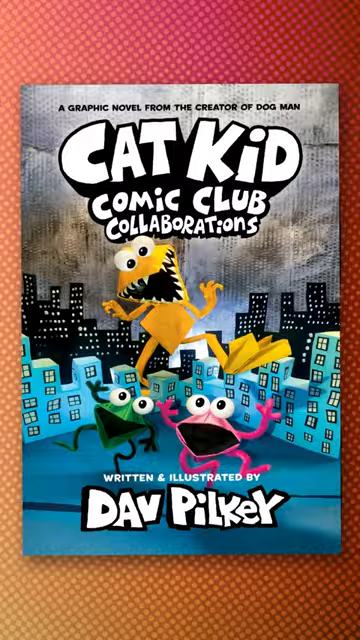 A GRAPHIC NOVEL FROM THE CREATOR OF DOG MAN
CAT KID
COMIC CLUB
COLLABORATIONS
WRITTEN & ILLUSTRATED BY
DAV PILKEY